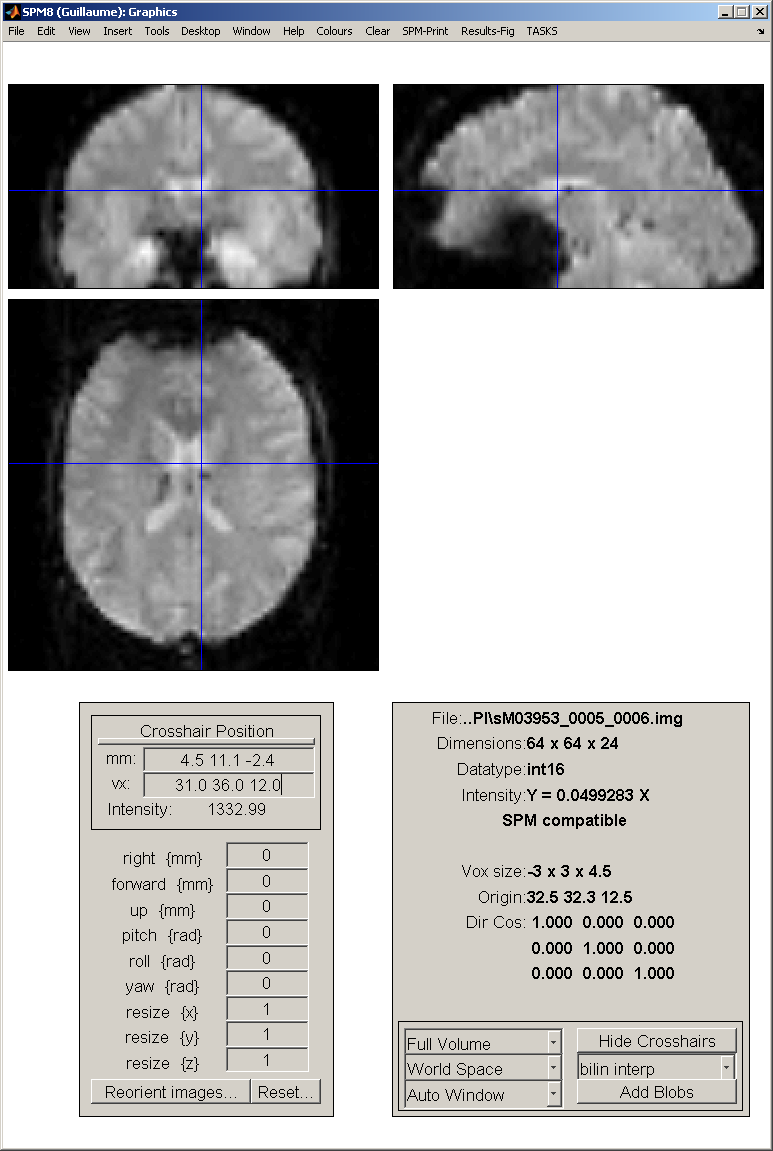 SPM8 (Guillaume): Graphics
File Edit View Insert Tools Desktop Window Help Colours Clear SPM-Print Results-Fig TASKS
Crosshair Position
mm: 4.5 11.1 -2.4
vx: 31.0 36.0 12.0
Intensity: 1332.99
right {mm} 0
forward {mm} 0
up {mm} 0
pitch {rad} 0
roll {rad} 0
yaw {rad} 0
resize {x} 1
resize {y} 1
resize {z} 1
Reorient images... Reset...
File:..PI\sM03953_0005_0006.img
Dimensions:64 x 64 x 24
Datatype:int16
Intensity:Y = 0.0499283 X
SPM compatible
Vox size:-3 x 3 x 4.5
Origin:32.5 32.3 12.5
Dir Cos: 1.000 0.000 0.000
0.000 1.000 0.000
0.000 0.000 1.000
Full Volume Hide Crosshairs
World Space bilin interp
Auto Window Add Blobs